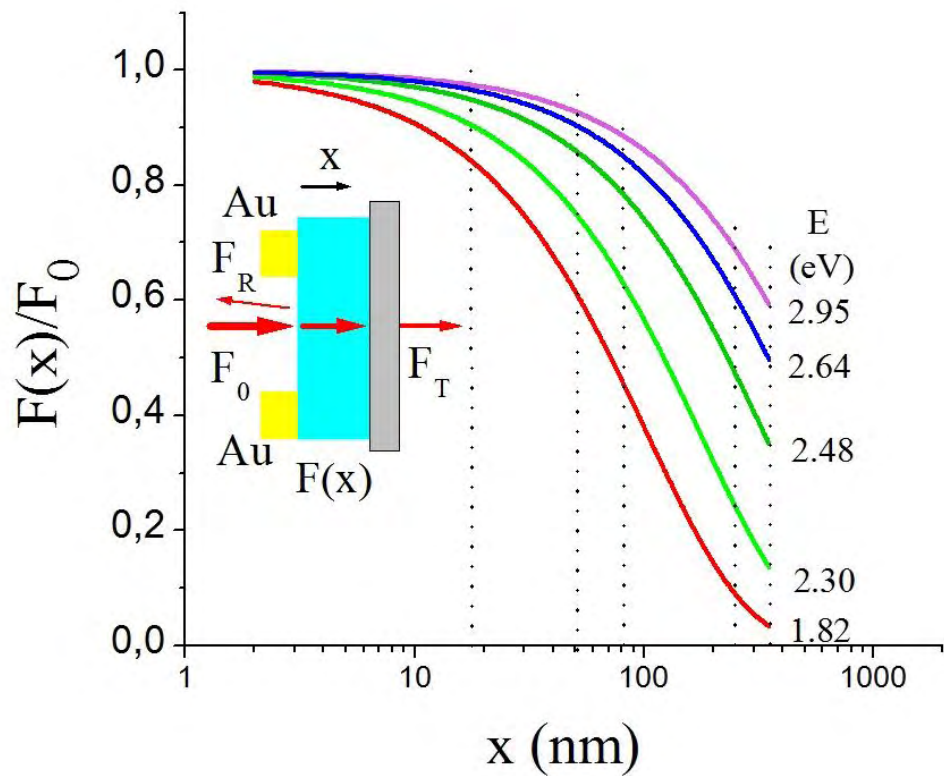 F(x)/F0
1,0
0,8
0,6
0,4
0,2
0,0
x
Au
FR
F0
FT
Au
F(x)
E
(eV)
2.95
2.64
2.48
2.30
1.82
1
10
100
1000
x (nm)